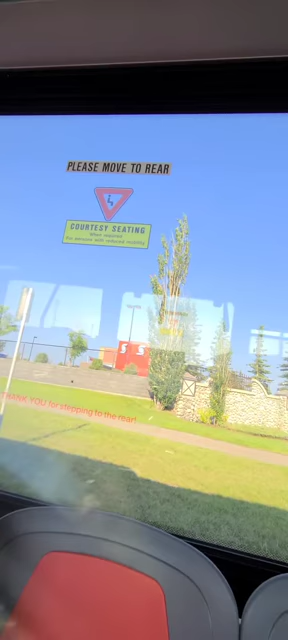 PLEASE MOVE TO REAR
COURTESY SEATING
When required
For persons with reduced mobility
THANK YOU for stepping to the rear!